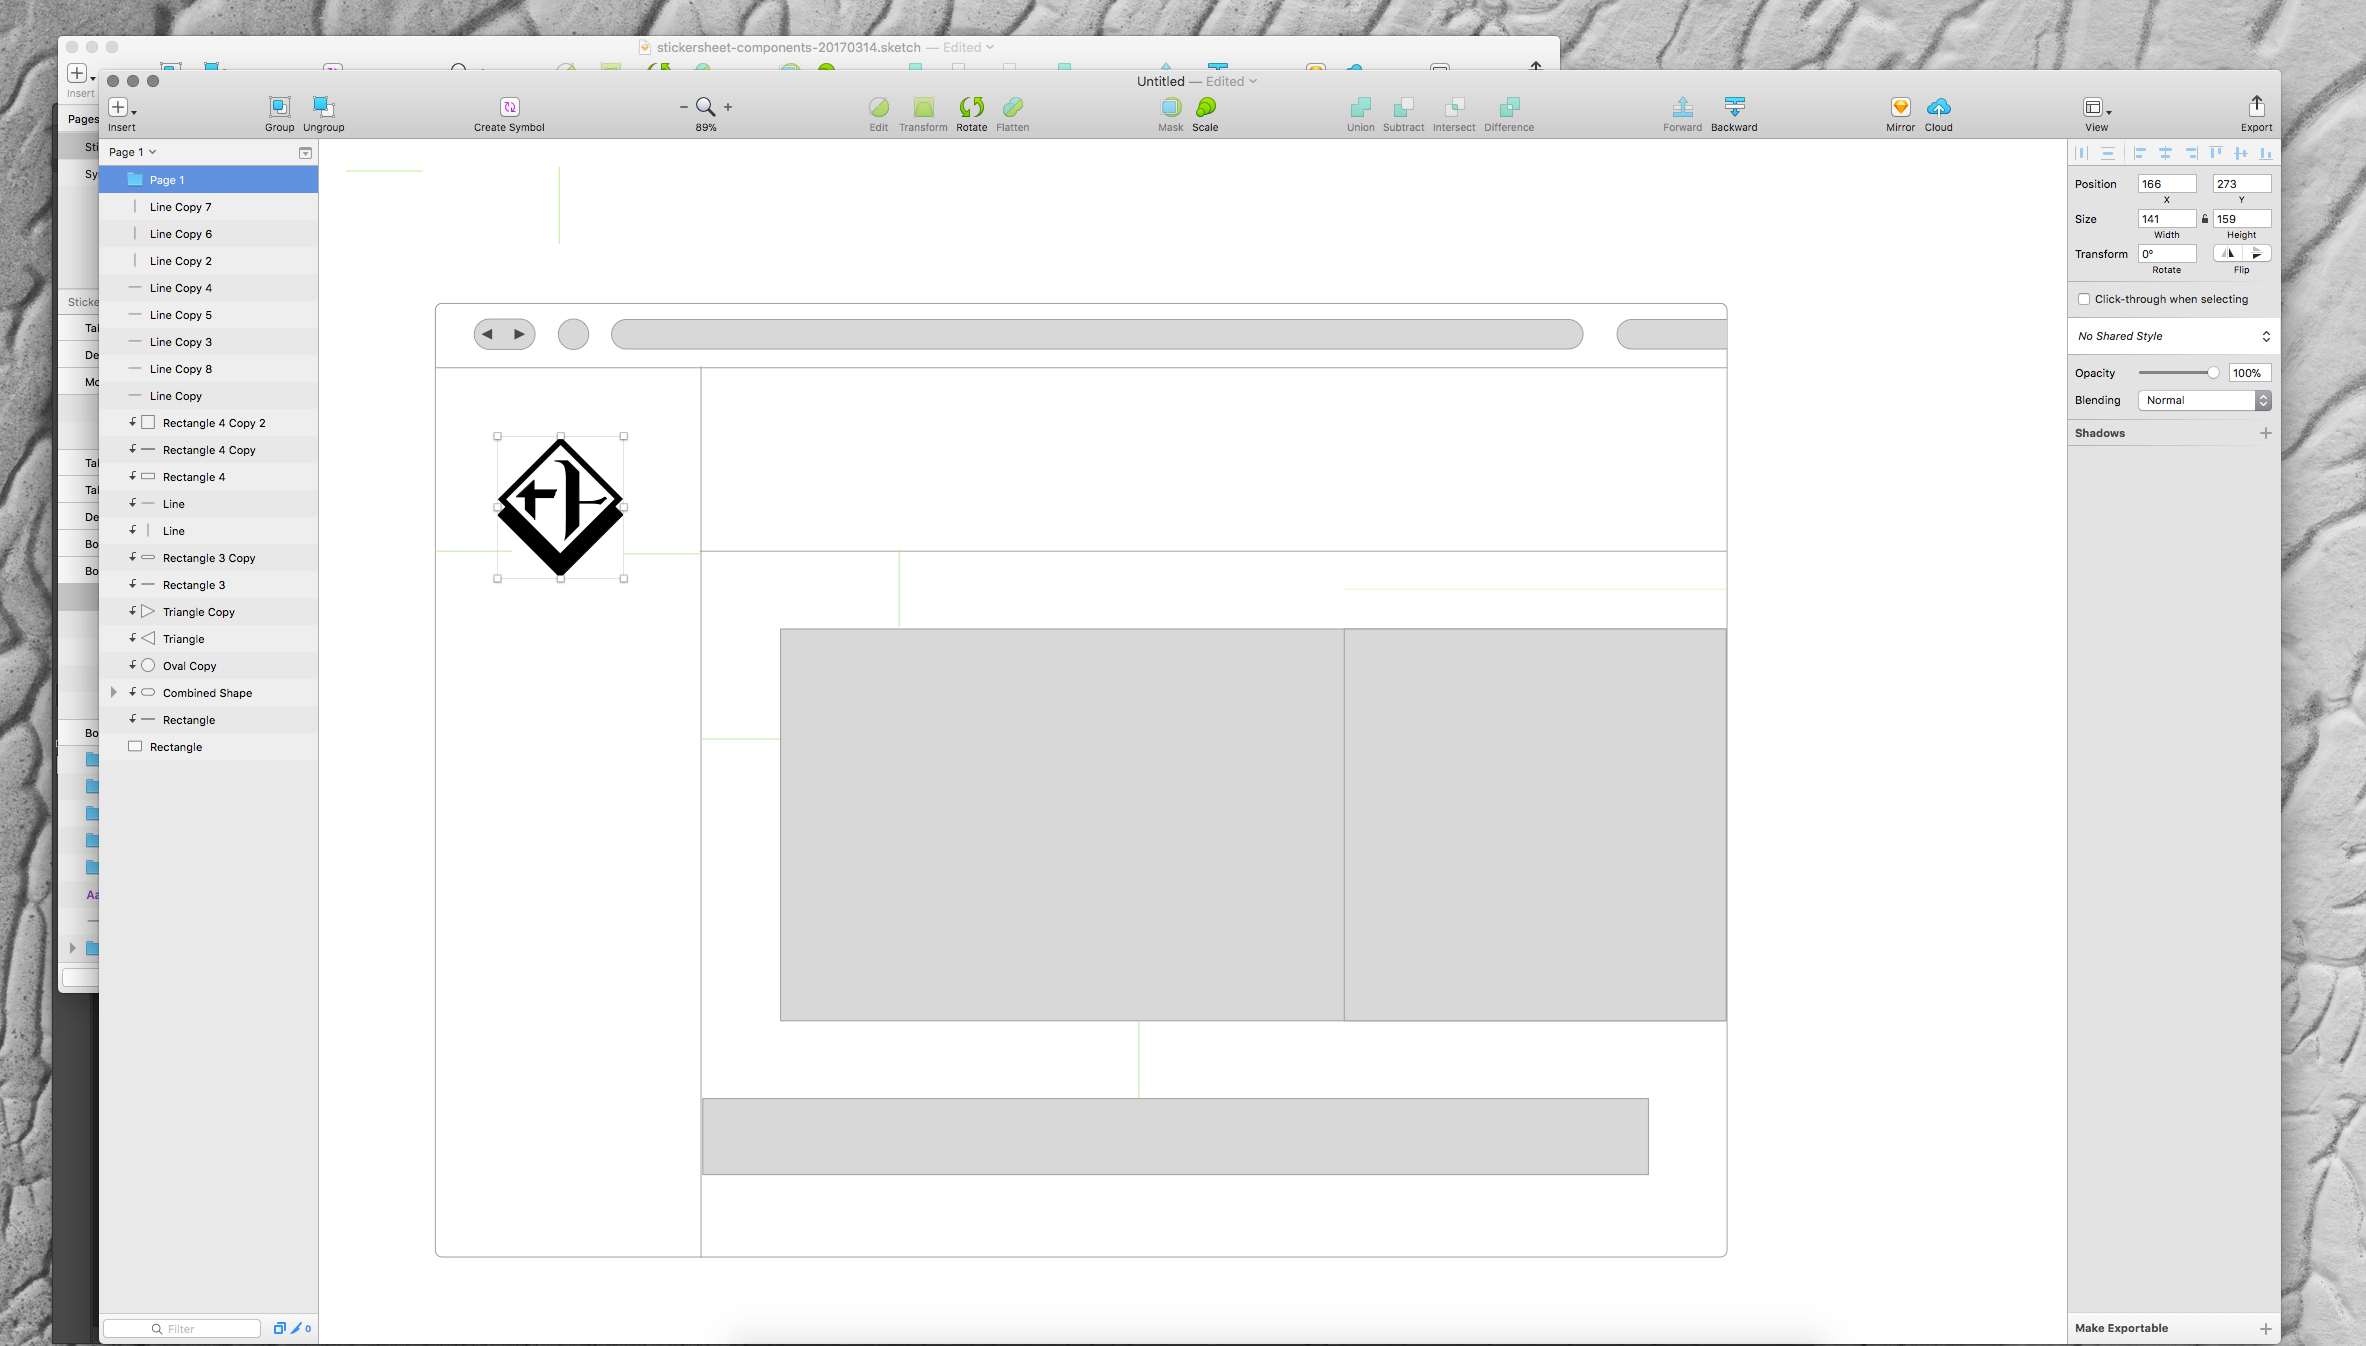 stickersheet-components-20170314.sketch — Edited
Insert
Untitled — Edited
Insert
Group
Ungroup
Create Symbol
89%
Edit
Transform
Rotate
Flatten
Mask
Scale
Union
Subtract
Intersect
Difference
Forward
Backward
Mirror
Cloud
View
Export
Pages
Sti
Sy
Sticke
Tal
De
Mo
Tal
Tal
De
Bo
Bo
Bo
Aa
Page 1
Page 1
Line Copy 7
Line Copy 6
Line Copy 2
Line Copy 4
Line Copy 5
Line Copy 3
Line Copy 8
Line Copy
Rectangle 4 Copy 2
Rectangle 4 Copy
Rectangle 4
Line
Line
Rectangle 3 Copy
Rectangle 3
Triangle Copy
Triangle
Oval Copy
Combined Shape
Rectangle
Rectangle
Filter
0
Position 166 273
X Y
Size 141 159
Width Height
Transform 0°
Rotate Flip
Click-through when selecting
No Shared Style
Opacity 100%
Blending Normal
Shadows
Make Exportable